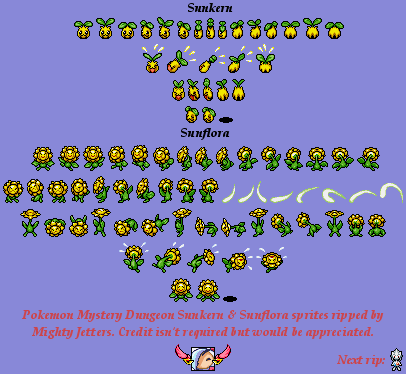 Sunkern
Sunflora
Pokemon Mystery Dungeon Sunkern & Sunflora sprites ripped by
Mighty Jetters. Credit isn't required but would be appreciated.
Next rip: